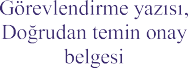 Görevlendirme yazısı,
Doğrudan temin onay
belgesi